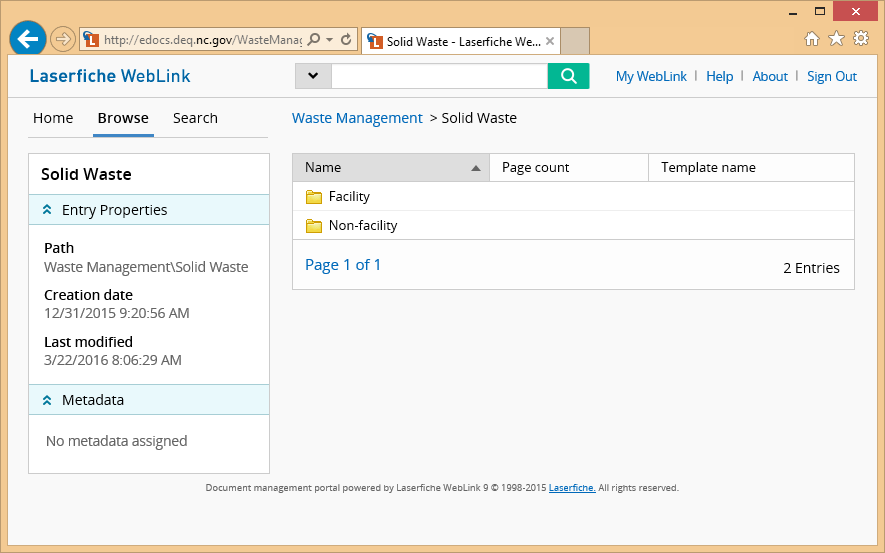 http://edocs.deq.nc.gov/WasteManag
Solid Waste - Laserfiche We...
Laserfiche WebLink
My WebLink | Help | About | Sign Out
Home Browse Search
Waste Management > Solid Waste
Solid Waste
Entry Properties
Path
Waste Management\Solid Waste
Creation date
12/31/2015 9:20:56 AM
Last modified
3/22/2016 8:06:29 AM
Metadata
No metadata assigned
Name Page count Template name
Facility
Non-facility
Page 1 of 1
2 Entries
Document management portal powered by Laserfiche WebLink 9 © 1998-2015 Laserfiche. All rights reserved.